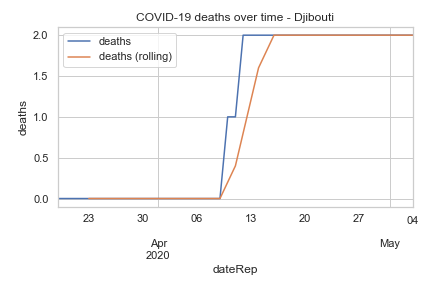 COVID-19 deaths over time - Djibouti
deaths
deaths (rolling)
2.0
1.5
1.0
0.5
0.0
deaths
23 30 06 13 20 27 04
Apr May
2020
dateRep